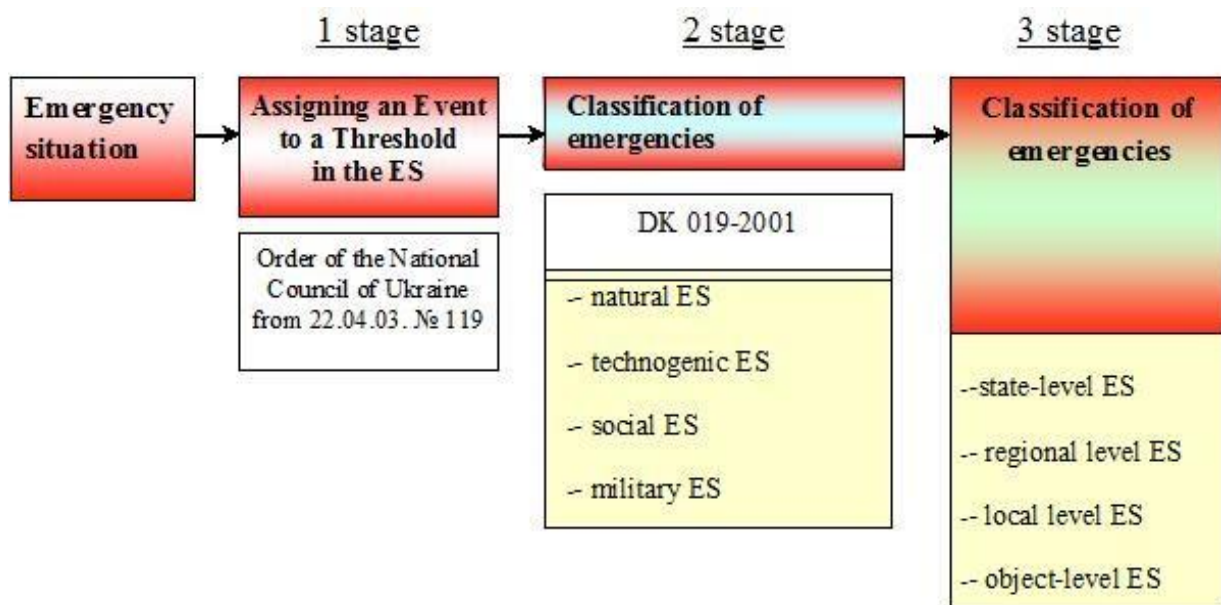 1 stage
2 stage
3 stage
Emergency
situation
Assigning an Event
to a Threshold
in the ES
Order of the National
Council of Ukraine
from 22.04.03. № 119
Classification of
emergencies
DK 019-2001
-- natural ES
-- technogenic ES
-- social ES
-- military ES
Classification of
emergencies
--state-level ES
-- regional level ES
-- local level ES
-- object-level ES